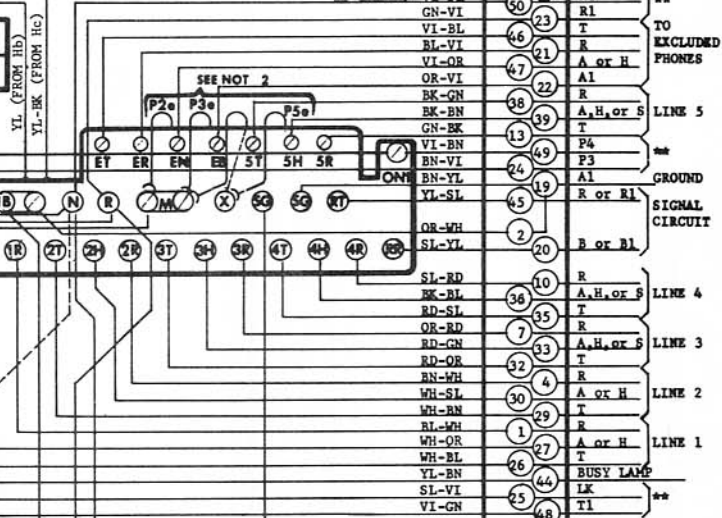 50
**
GN-VI 23 R1
VI-BL 46 T TO
BL-VI 21 R EXCLUDED
VI-OR 47 A or H PHONES
OR-VI 22 A1
BK-GN 38 R
BK-BN 39 A,H,or S LINE 5
GN-BK 13 T
VI-BN 49 P4 **
BN-VI 24 P3
BN-YL 19 A1 GROUND
YL-SL 45 R or R1 SIGNAL
OR-WH 2 CIRCUIT
SL-YL 20 B or B1
SL-RD 10 R
BK-BL 36 A,H,or S LINE 4
RD-SL 35 T
OR-RD 7 R
RD-GN 33 A,H,or S LINE 3
RD-OR 32 T
BN-WH 4 R
WH-SL 30 A or H LINE 2
WH-BN 29 T
BL-WH 1 R
WH-OR 27 A or H LINE 1
WH-BL 26 T
YL-BN 44 BUSY LAMP
SL-VI 25 LK **
VI-GN 48 T1
YL (FROM Hb)
YL-BK (FROM Hc)
SEE NOT 2
P2e P3e P5e
ET ER EN EB 5T 5H 5R ON1
B N R M X SG SG RT
1R 2T 2H 2R 3T 3H 3R 4T 4H 4R BR